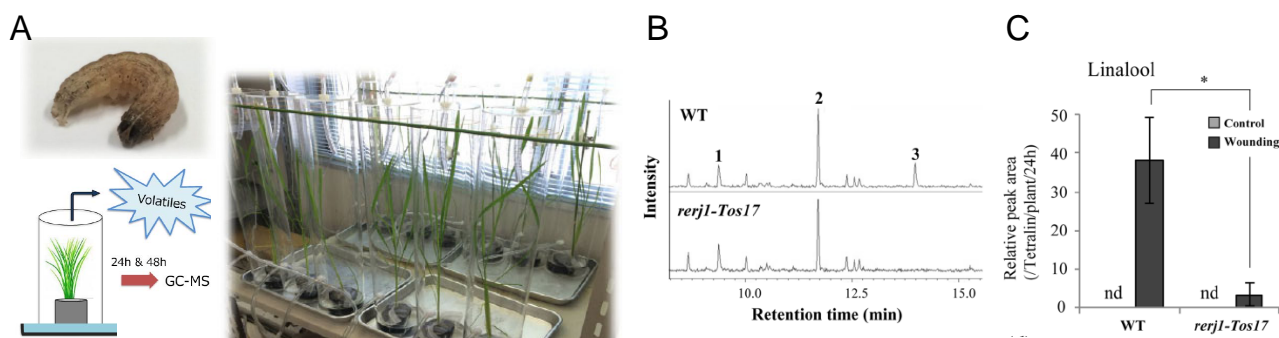 A
Volatiles
24h & 48h
GC-MS
B
WT
1
2
3
rerj1-Tos17
Intensity
10.0
12.5
15.0
Retention time (min)
C
Linalool
*
Control
Wounding
Relative peak area
(/Tetralin/plant/24h)
50
40
30
20
10
0
nd
nd
WT
rerj1-Tos17